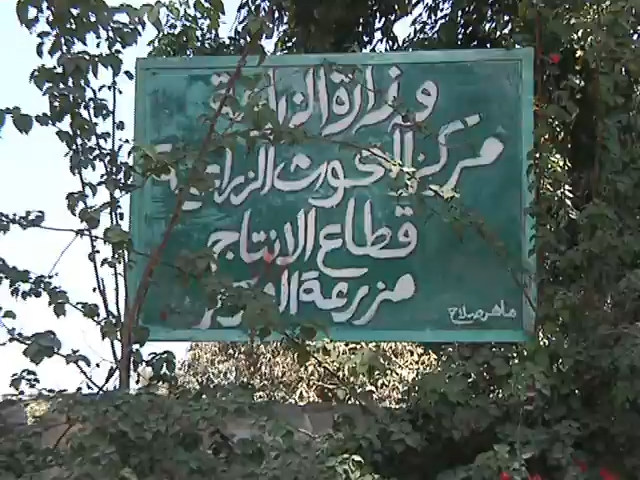 وزارة الزراعة
مركز البحوث الزراعية
قطاع الانتاج
مزرعة
ماهر صلاح